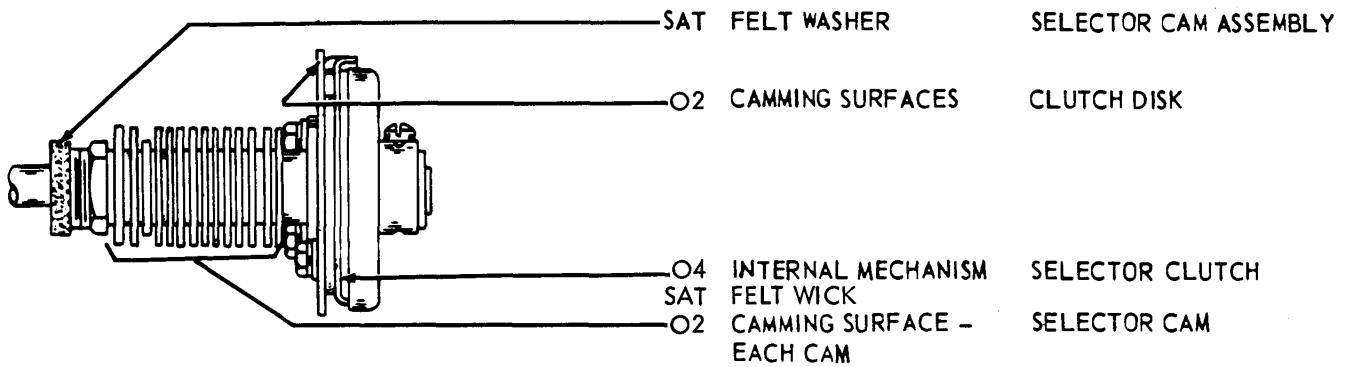 SAT FELT WASHER SELECTOR CAM ASSEMBLY
O2 CAMMING SURFACES CLUTCH DISK
O4 INTERNAL MECHANISM SELECTOR CLUTCH
SAT FELT WICK
O2 CAMMING SURFACE – SELECTOR CAM
EACH CAM